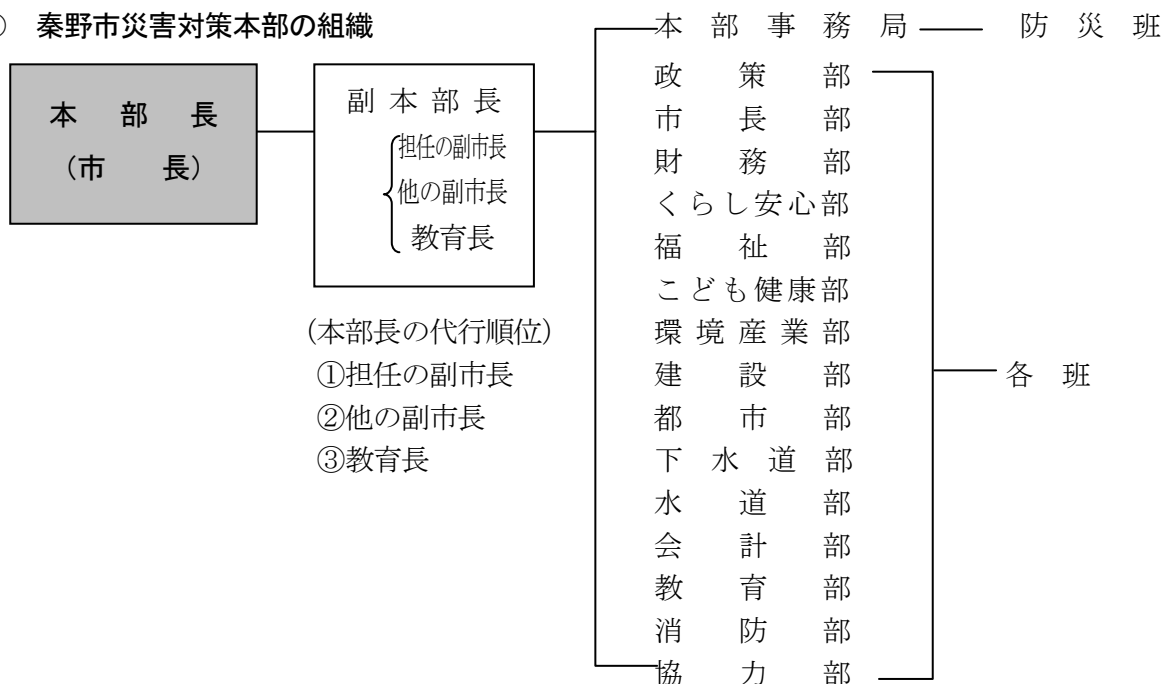 秦野市災害対策本部の組織
本部長
(市長)
副本部長
担任の副市長
他の副市長
教育長
(本部長の代行順位)
①担任の副市長
②他の副市長
③教育長
本部事務局
防災班
政策部
市長部
財務部
くらし安心部
福祉部
こども健康部
環境産業部
建設部
都市部
下水道部
水道部
会計部
教育部
消防部
協力部
各班